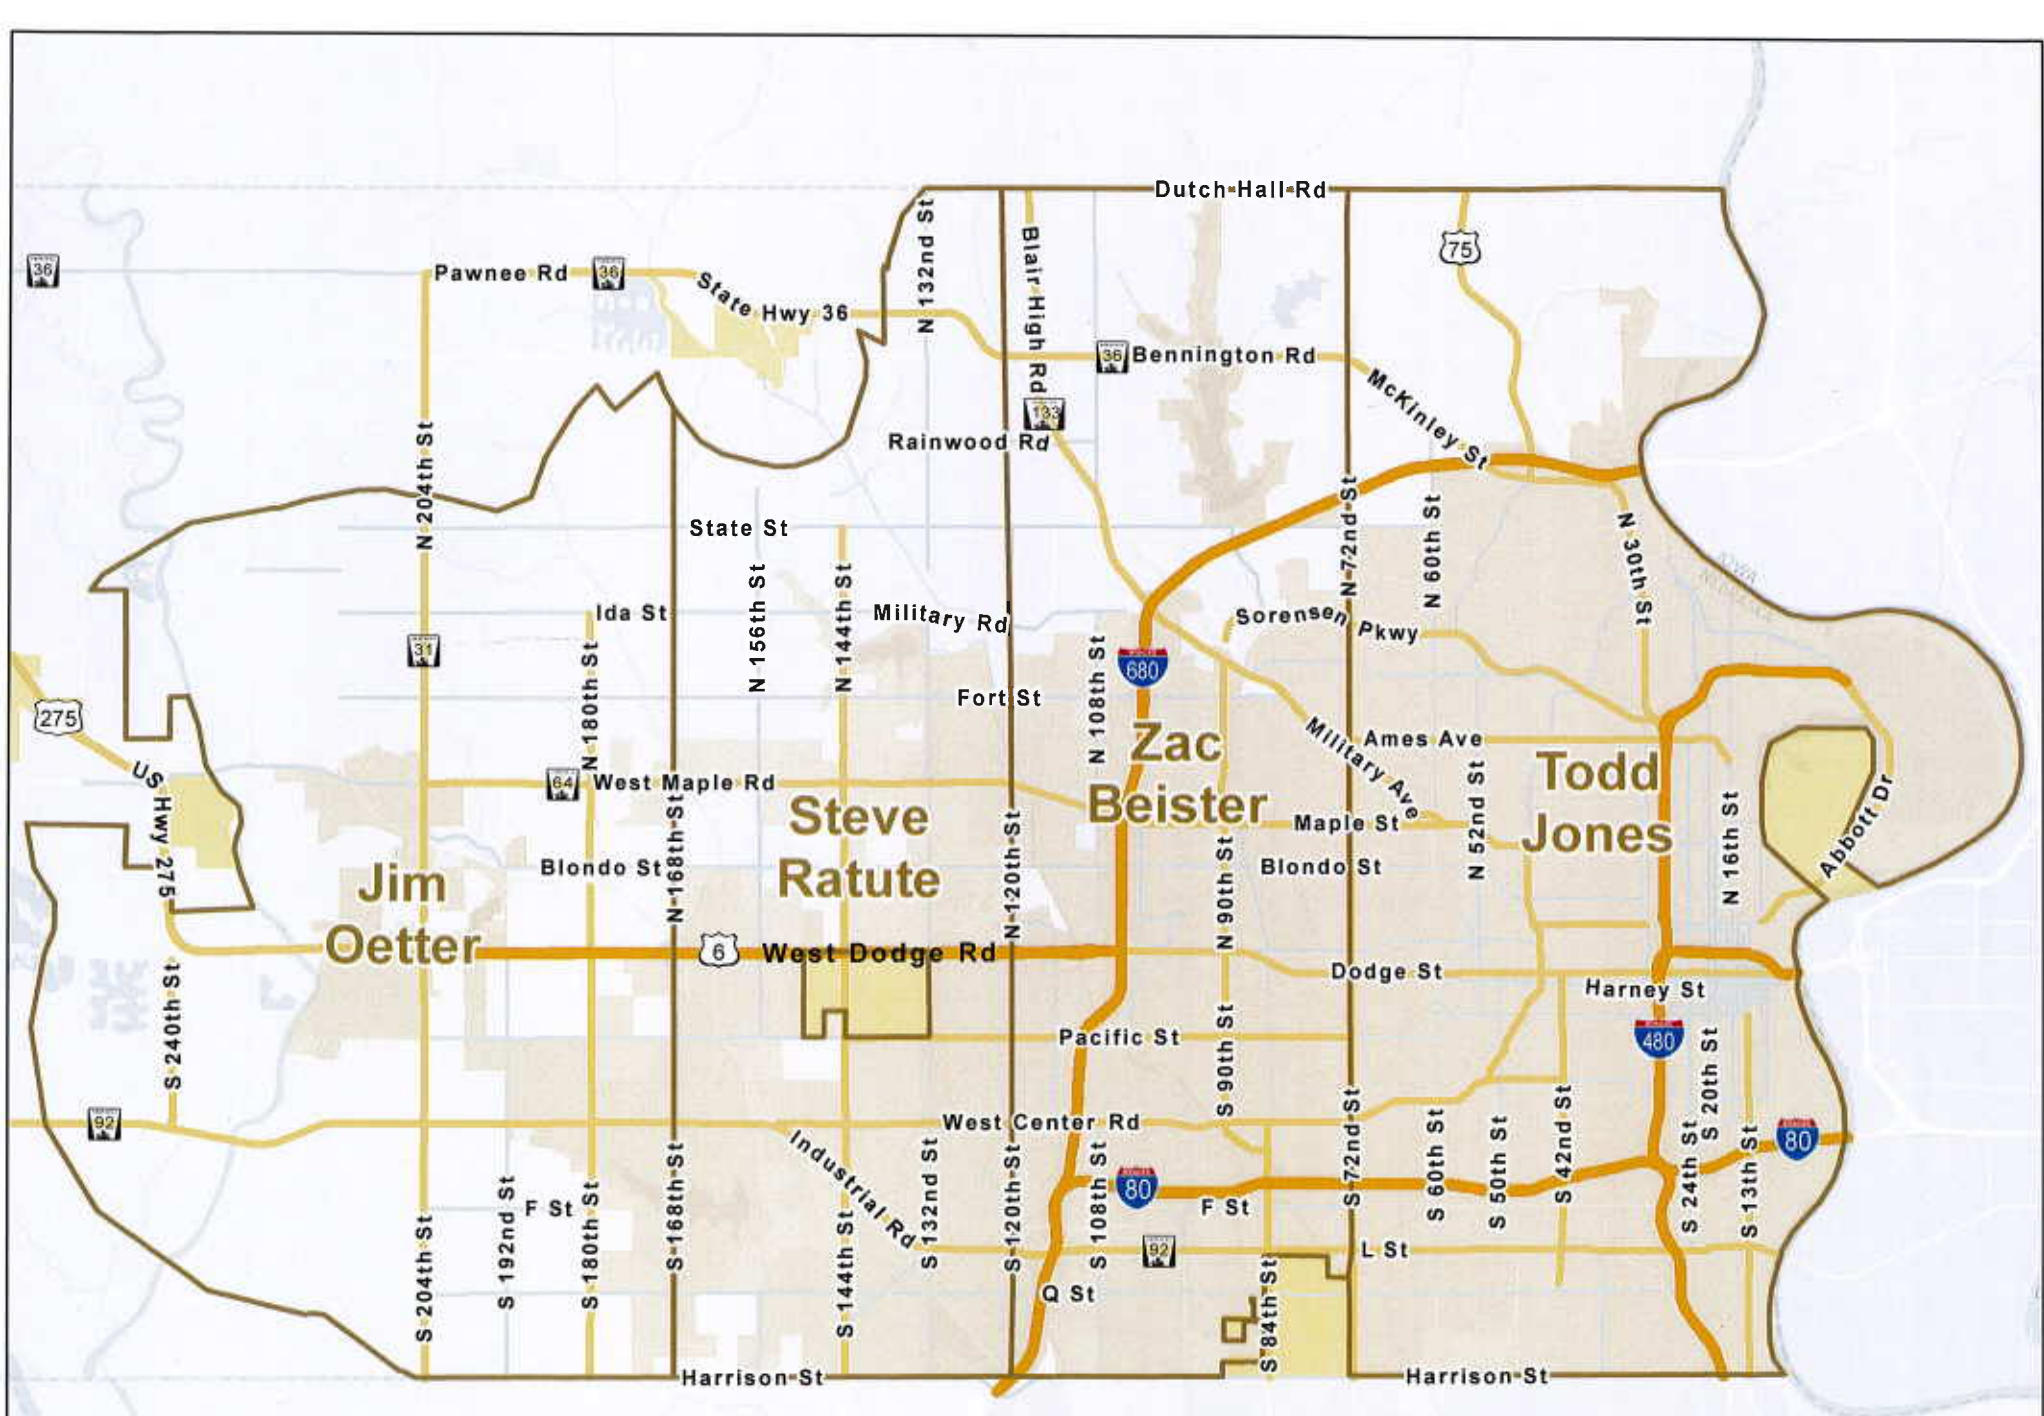 Dutch Hall Rd
36
Pawnee Rd
36
State Hwy 36
N 132nd St
Blair High Rd
75
36
Bennington Rd
McKinley St
133
Rainwood Rd
N 204th St
State St
N 72nd St
N 60th St
N 30th St
IOWA
N 156th St
N 144th St
Ida St
Military Rd
Sorensen Pkwy
31
N 180th St
N 108th St
680
Fort St
275
US Hwy 275
Zac
Beister
Military Ave
Ames Ave
Todd
Jones
64
West Maple Rd
Steve
Ratute
Maple St
N 52nd St
N 16th St
Abbott Dr
N 168th St
N 120th St
N 90th St
Blondo St
Blondo St
Jim
Oetter
6
West Dodge Rd
Dodge St
Harney St
S 240th St
Pacific St
S 90th St
480
S 20th St
92
West Center Rd
Industrial Rd
S 132nd St
S 120th St
S 108th St
80
F St
S 72nd St
S 60th St
S 50th St
S 42nd St
S 24th St
S 13th St
80
S 204th St
S 192nd St
F St
S 180th St
S 168th St
S 144th St
92
L St
Q St
S 84th St
Harrison St
Harrison St